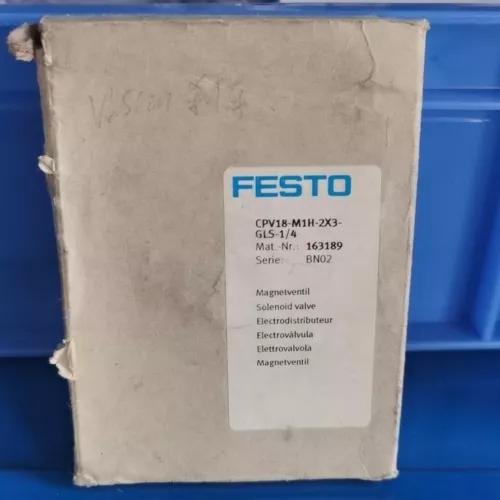 FESTO
CPV18-M1H-2X3-
GLS-1/4
Mat.-Nr.: 163189
Serie: BN02
Magnetventil
Solenoid valve
Electrodistributeur
Electroválvula
Elettrovalvola
Magnetventil